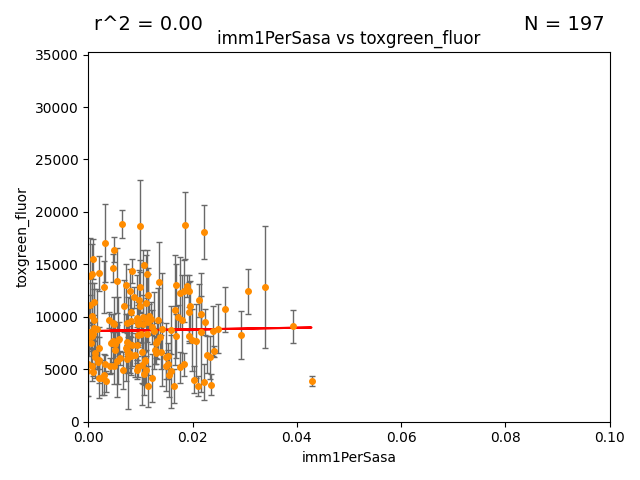 r^2 = 0.00
N = 197
imm1PerSasa vs toxgreen_fluor
35000
30000
25000
20000
15000
10000
5000
0
toxgreen_fluor
0.00
0.02
0.04
0.06
0.08
0.10
imm1PerSasa